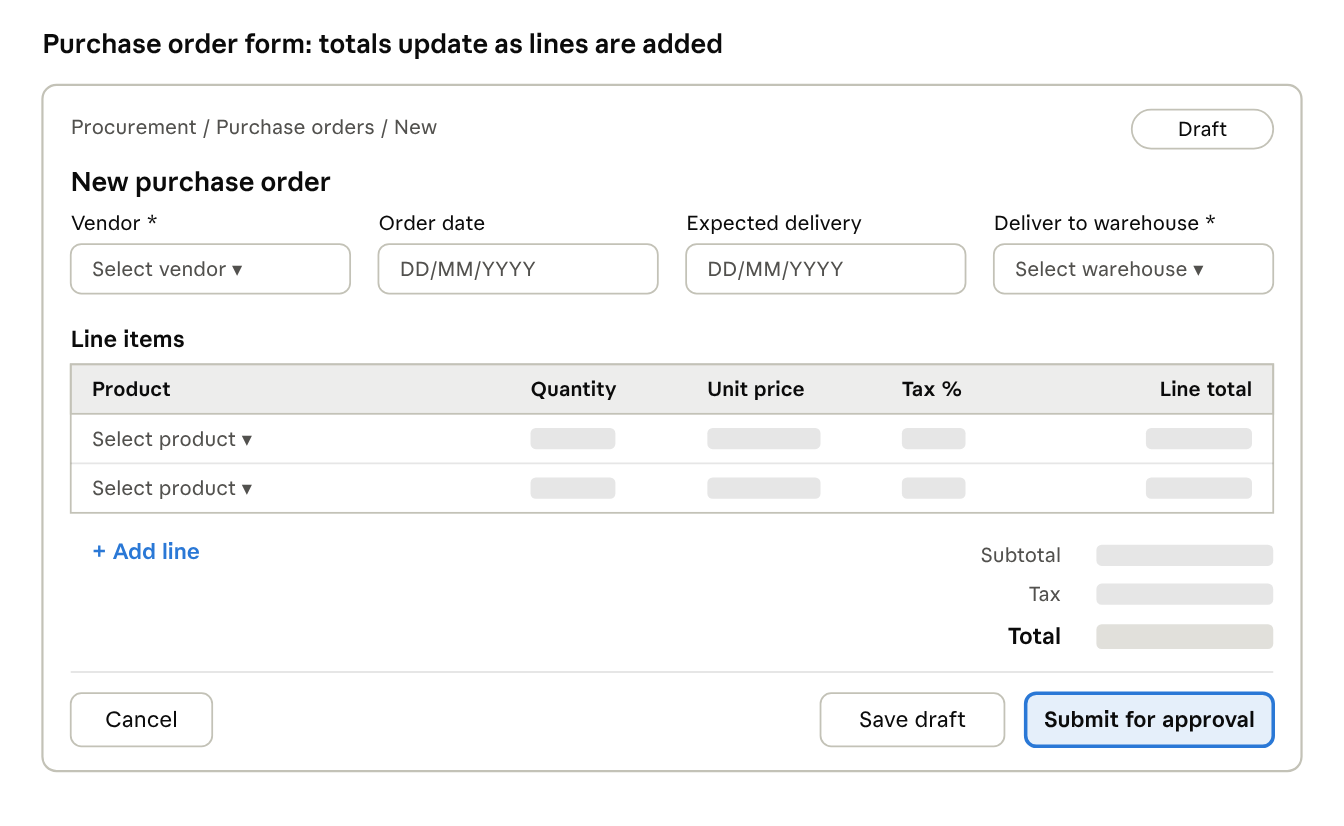 Purchase order form: totals update as lines are added
Procurement / Purchase orders / New
Draft
New purchase order
Vendor * Order date Expected delivery Deliver to warehouse *
Select vendor ▾ DD/MM/YYYY DD/MM/YYYY Select warehouse ▾
Line items
Product Quantity Unit price Tax % Line total
Select product ▾
Select product ▾
+ Add line
Subtotal
Tax
Total
Cancel Save draft Submit for approval